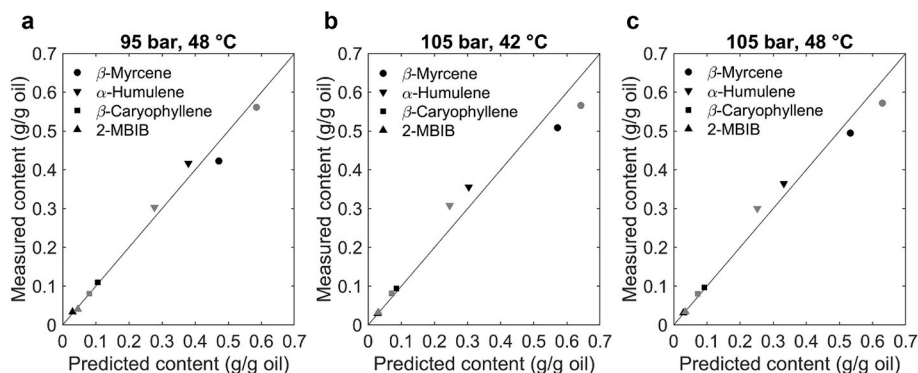 a
95 bar, 48 °C
Measured content (g/g oil)
0.7
0.6
0.5
0.4
0.3
0.2
0.1
0
β-Myrcene
α-Humulene
β-Caryophyllene
2-MBIB
0 0.1 0.2 0.3 0.4 0.5 0.6 0.7
Predicted content (g/g oil)
b
105 bar, 42 °C
Measured content (g/g oil)
0.7
0.6
0.5
0.4
0.3
0.2
0.1
0
β-Myrcene
α-Humulene
β-Caryophyllene
2-MBIB
0 0.1 0.2 0.3 0.4 0.5 0.6 0.7
Predicted content (g/g oil)
c
105 bar, 48 °C
Measured content (g/g oil)
0.7
0.6
0.5
0.4
0.3
0.2
0.1
0
β-Myrcene
α-Humulene
β-Caryophyllene
2-MBIB
0 0.1 0.2 0.3 0.4 0.5 0.6 0.7
Predicted content (g/g oil)